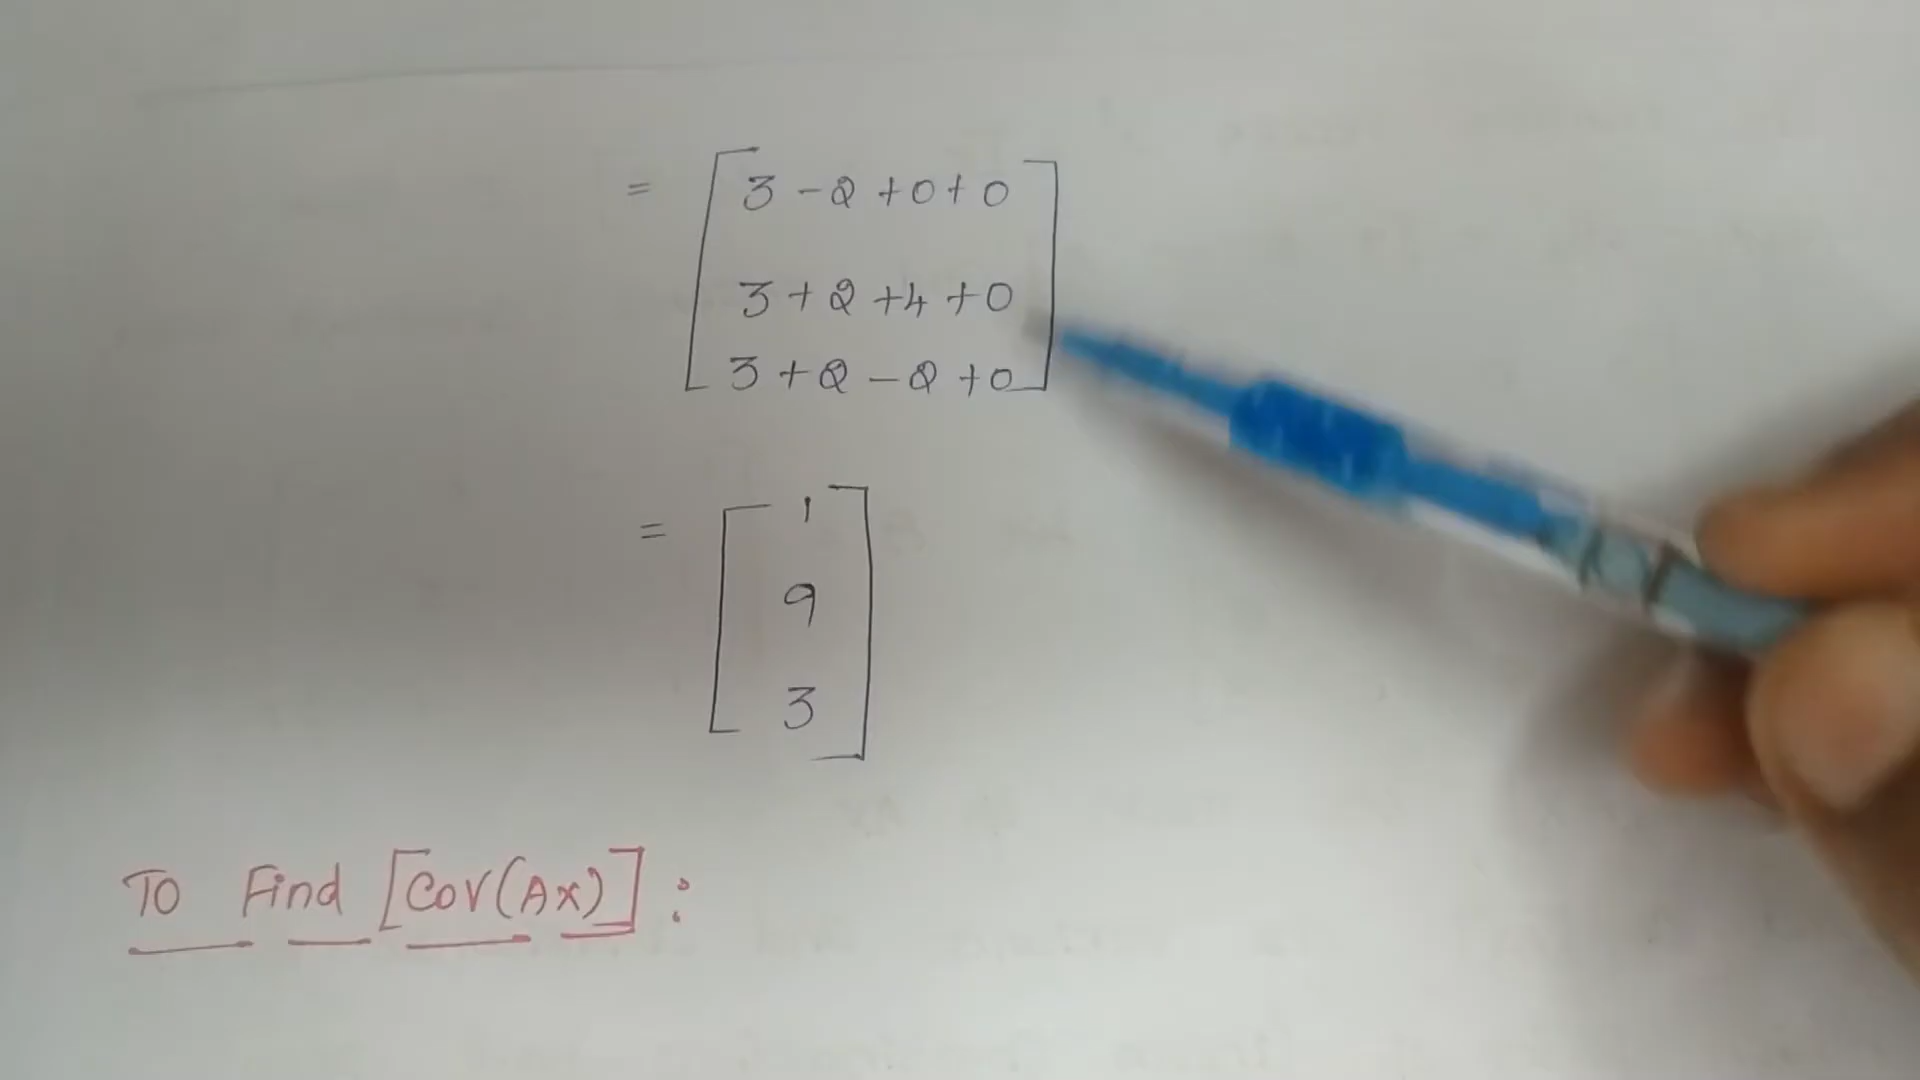 = [ 3 - 2 + 0 + 0
3 + 2 + 4 + 0
3 + 2 - 2 + 0 ]
= [ 1
9
3 ]
To Find [Cov(AX)] :